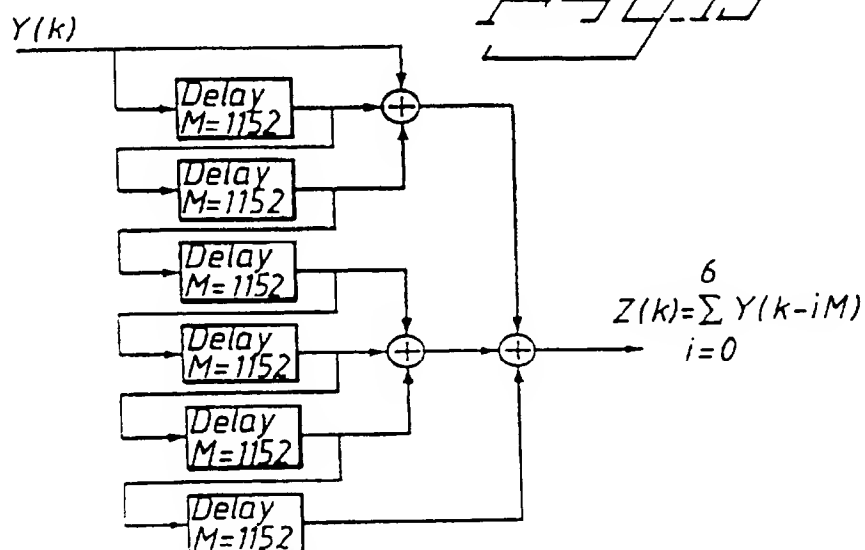 Y(k)
Delay
M=1152
Delay
M=1152
Delay
M=1152
Delay
M=1152
Delay
M=1152
Delay
M=1152
6
Z(k)=∑ Y(k-iM)
i=0